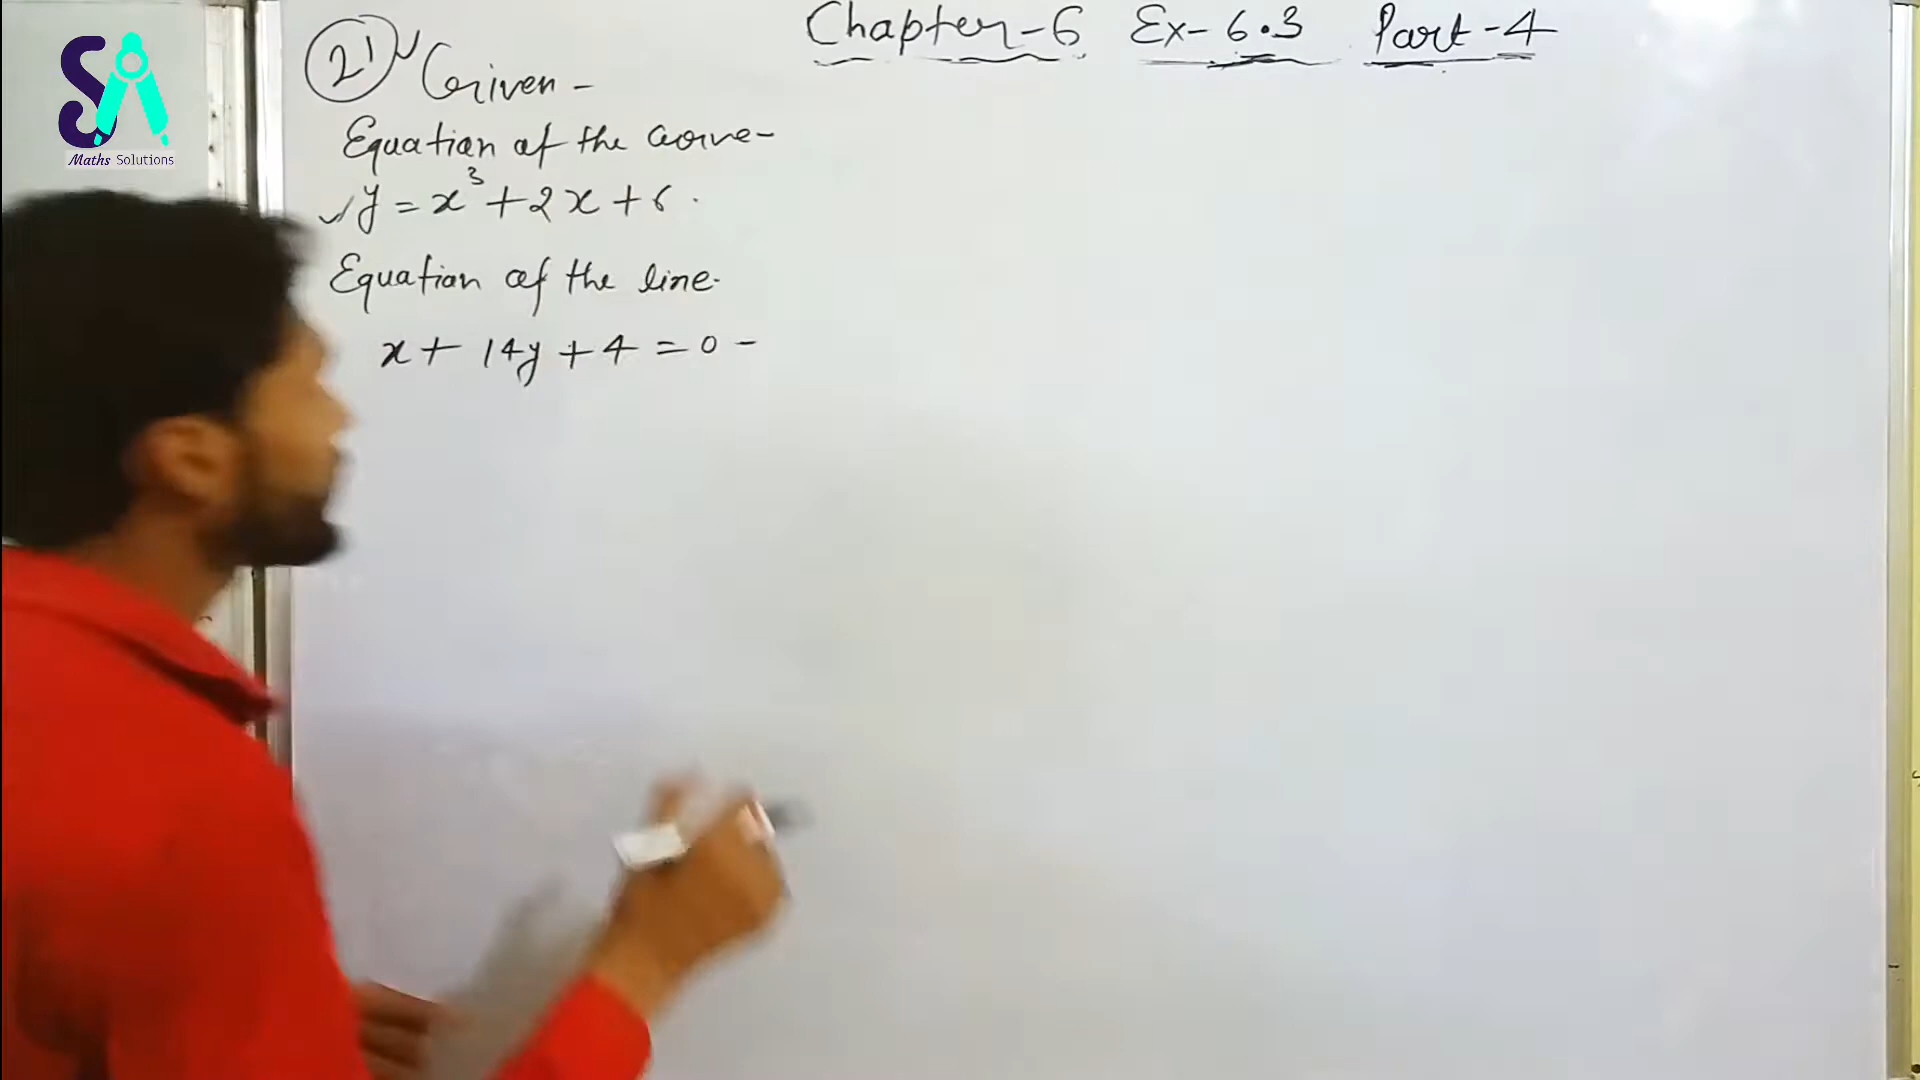 Chapter-6 Ex-6.3 Part-4
21 Given -
Equation of the curve-
y = x³ + 2x + 6.
Equation of the line.
x + 14y + 4 = 0 -
SA
Maths Solutions